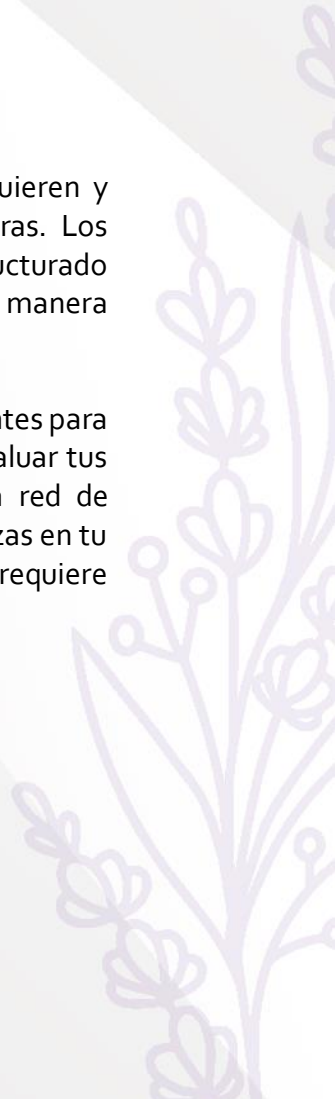 uieren y
ras. Los
ucturado
manera
ntes para
aluar tus
red de
zas en tu
requiere